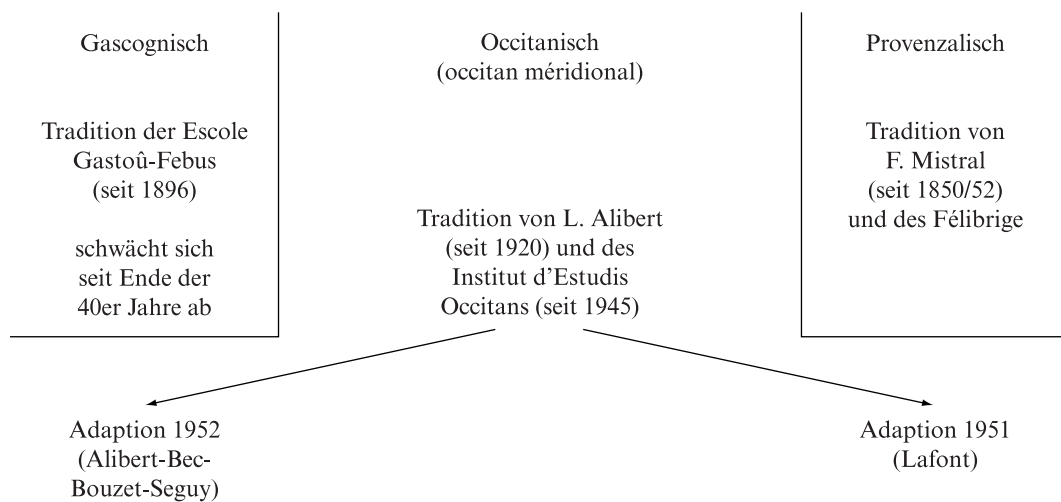 Gascognisch
Tradition der Escole
Gastoû-Febus
(seit 1896)
schwächt sich
seit Ende der
40er Jahre ab
Occitanisch
(occitan méridional)
Tradition von L. Alibert
(seit 1920) und des
Institut d’Estudis
Occitans (seit 1945)
Provenzalisch
Tradition von
F. Mistral
(seit 1850/52)
und des Félibrige
Adaption 1952
(Alibert-Bec-
Bouzet-Seguy)
Adaption 1951
(Lafont)